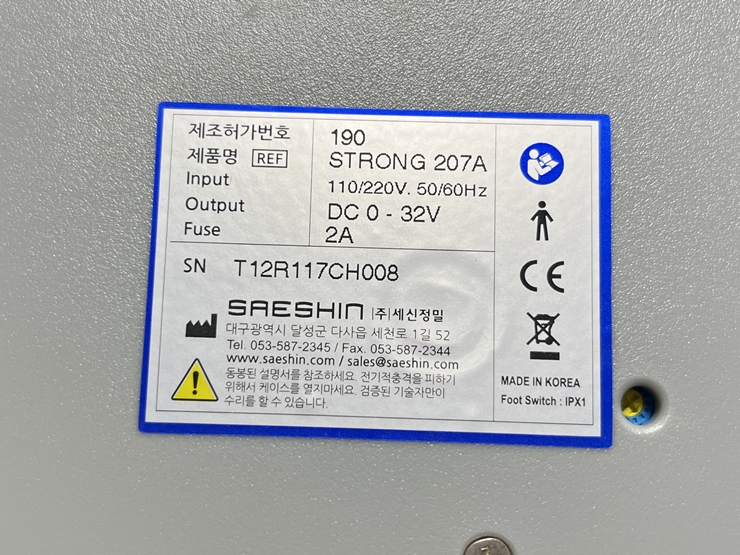 제조허가번호 190
제품명 REF STRONG 207A
Input 110/220V. 50/60Hz
Output DC 0 - 32V
Fuse 2A
SN T12R117CH008
SAESHIN |주|세신정밀
대구광역시 달성군 다사읍 세천로 1길 52
Tel. 053-587-2345 / Fax. 053-587-2344
www.saeshin.com / sales@saeshin.com
동봉된 설명서를 참조하세요. 전기적충격을 피하기
위해서 케이스를 열지마세요. 검증된 기술자만이
수리를 할 수 있습니다.
CE
MADE IN KOREA
Foot Switch : IPX1